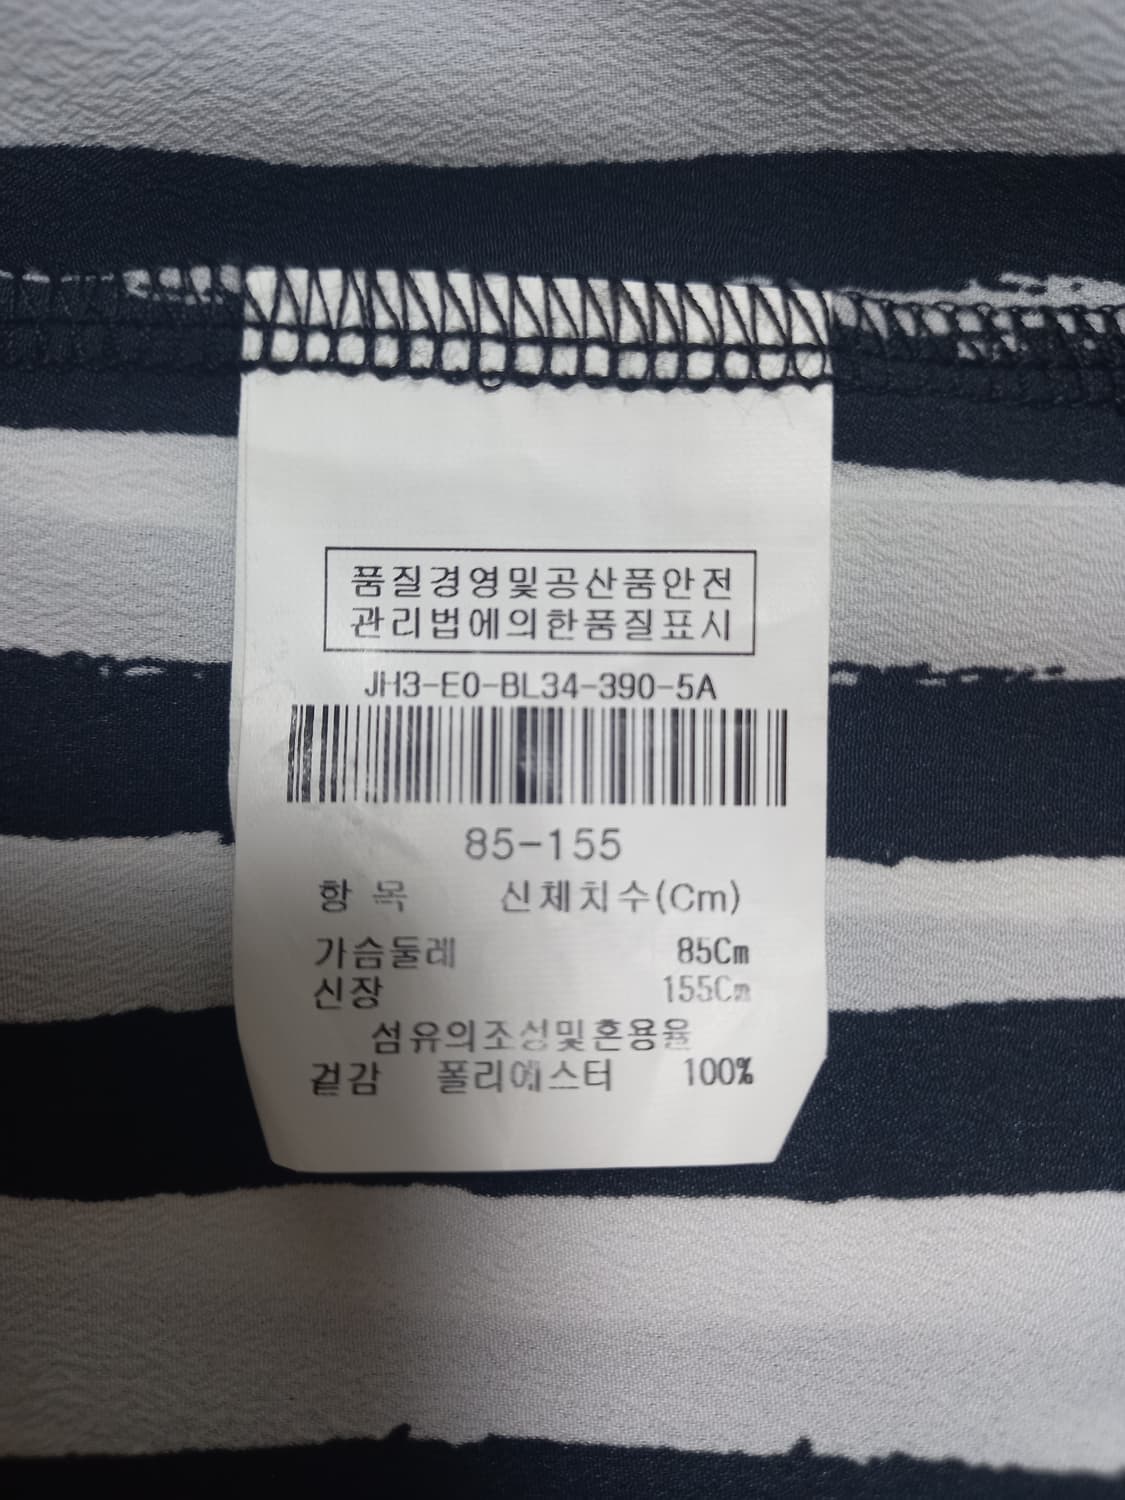 품질경영및공산품안전
관리법에의한품질표시
JH3-E0-BL34-390-5A
85-155
항 목 신체치수(Cm)
가슴둘레 85Cm
신장 155Cm
섬유의조성및혼용율
겉감 폴리에스터 100%